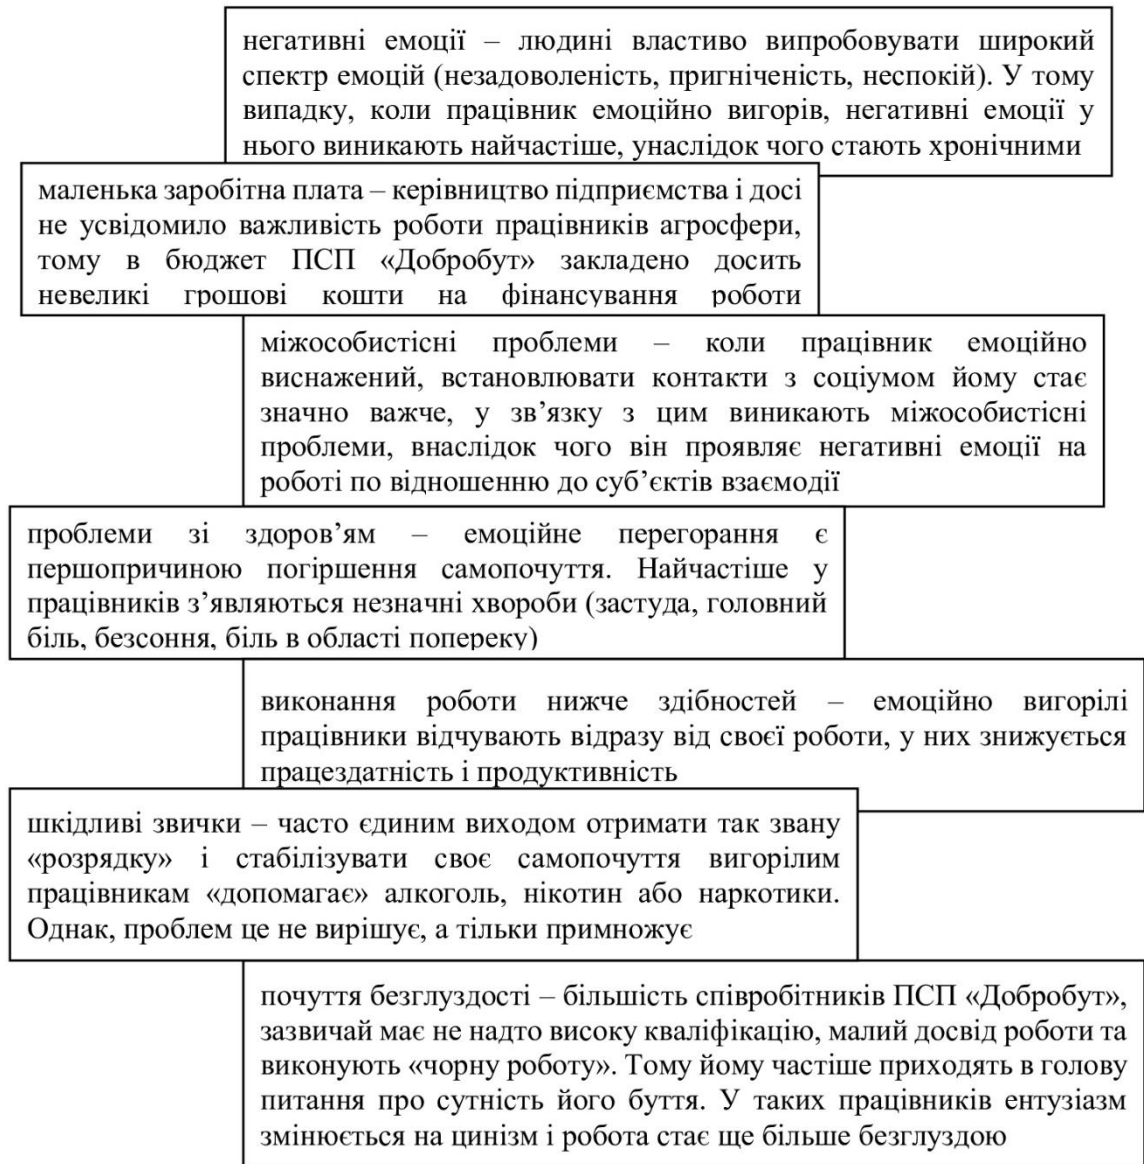 негативні емоції – людині властиво випробовувати широкий
спектр емоцій (незадоволеність, пригніченість, неспокій). У тому
випадку, коли працівник емоційно вигорів, негативні емоції у
нього виникають найчастіше, унаслідок чого стають хронічними
маленька заробітна плата – керівництво підприємства і досі
не усвідомило важливість роботи працівників агросфери,
тому в бюджет ПСП «Добробут» закладено досить
невеликі грошові кошти на фінансування роботи
міжособистісні проблеми – коли працівник емоційно
виснажений, встановлювати контакти з соціумом йому стає
значно важче, у зв’язку з цим виникають міжособистісні
проблеми, внаслідок чого він проявляє негативні емоції на
роботі по відношенню до суб’єктів взаємодії
проблеми зі здоров’ям – емоційне перегорання є
першопричиною погіршення самопочуття. Найчастіше у
працівників з’являються незначні хвороби (застуда, головний
біль, безсоння, біль в області попереку)
виконання роботи нижче здібностей – емоційно вигорілі
працівники відчувають відразу від своєї роботи, у них знижується
працездатність і продуктивність
шкідливі звички – часто єдиним виходом отримати так звану
«розрядку» і стабілізувати своє самопочуття вигорілим
працівникам «допомагає» алкоголь, нікотин або наркотики.
Однак, проблем це не вирішує, а тільки примножує
почуття безглуздості – більшість співробітників ПСП «Добробут»,
зазвичай має не надто високу кваліфікацію, малий досвід роботи та
виконують «чорну роботу». Тому йому частіше приходять в голову
питання про сутність його буття. У таких працівників ентузіазм
змінюється на цинізм і робота стає ще більше безглуздою